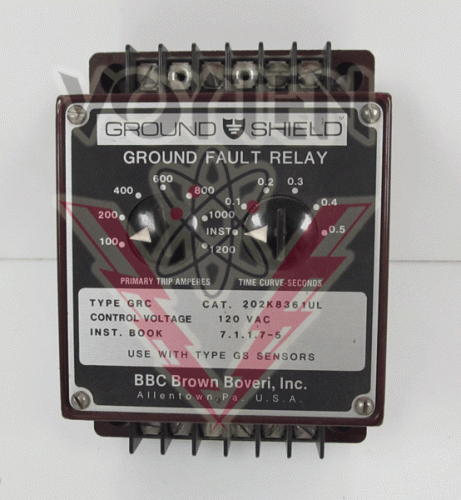 VOYTEN
GROUND SHIELD
GROUND FAULT RELAY
100 200 400 600 800 1000 1200
INST 0.1 0.2 0.3 0.4 0.5
PRIMARY TRIP AMPERES TIME CURVE-SECONDS
TYPE GRC CAT. 202K8361UL
CONTROL VOLTAGE 120 VAC
INST. BOOK 7.1.1.7-5
USE WITH TYPE GS SENSORS
BBC Brown Boveri, Inc.
Allentown, Pa. U.S.A.